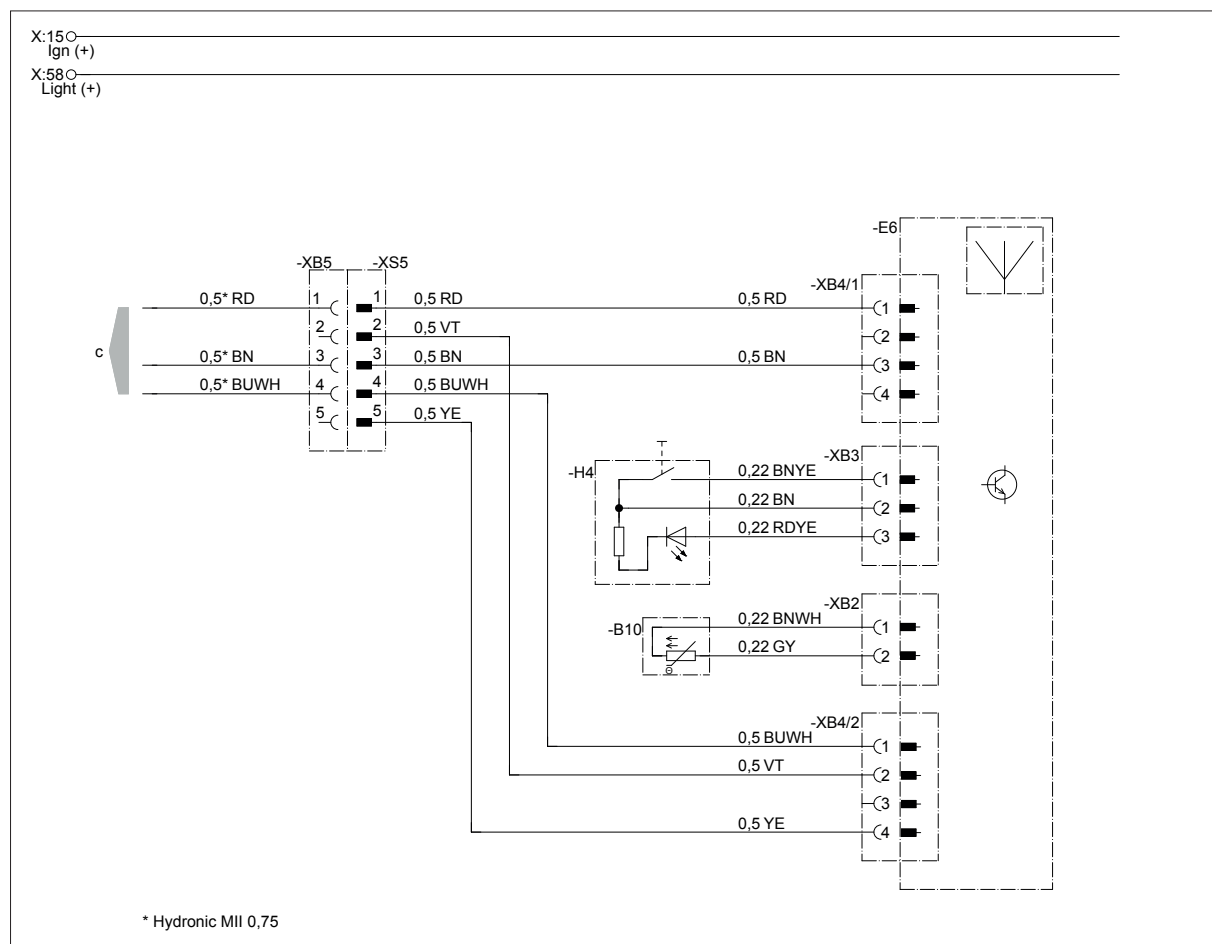 X:15
Ign (+)
X:58
Light (+)
-E6
-XB5 -XS5
-XB4/1
0,5* RD 1 1 0,5 RD 0,5 RD 1
2 2 0,5 VT 2
c
0,5* BN 3 3 0,5 BN 0,5 BN 3
0,5* BUWH 4 4 0,5 BUWH 4
5 5 0,5 YE
-H4 -XB3
0,22 BNYE 1
0,22 BN 2
0,22 RDYE 3
-XB2
-B10 0,22 BNWH 1
0,22 GY 2
-XB4/2
0,5 BUWH 1
0,5 VT 2
3
0,5 YE 4
* Hydronic MII 0,75